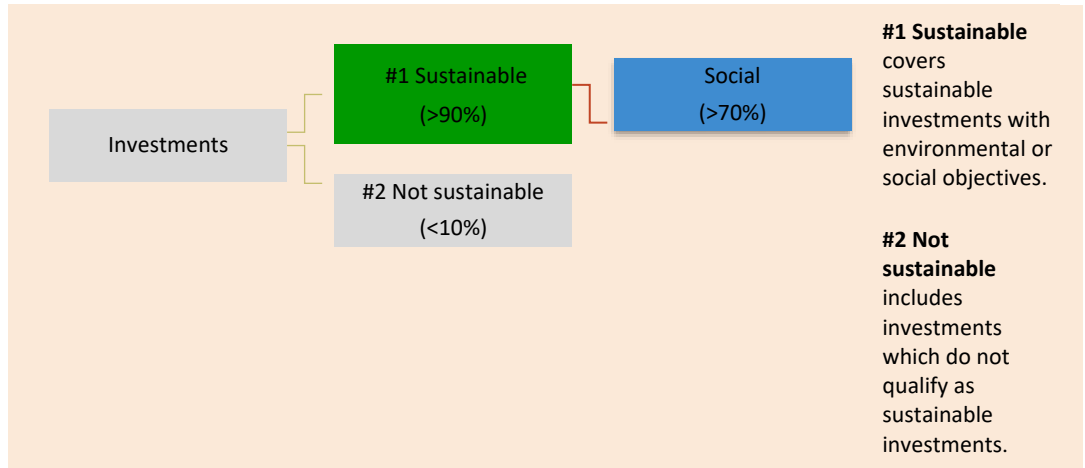 Investments
#1 Sustainable
(>90%)
Social
(>70%)
#2 Not sustainable
(<10%)
#1 Sustainable
covers
sustainable
investments with
environmental or
social objectives.
#2 Not
sustainable
includes
investments
which do not
qualify as
sustainable
investments.